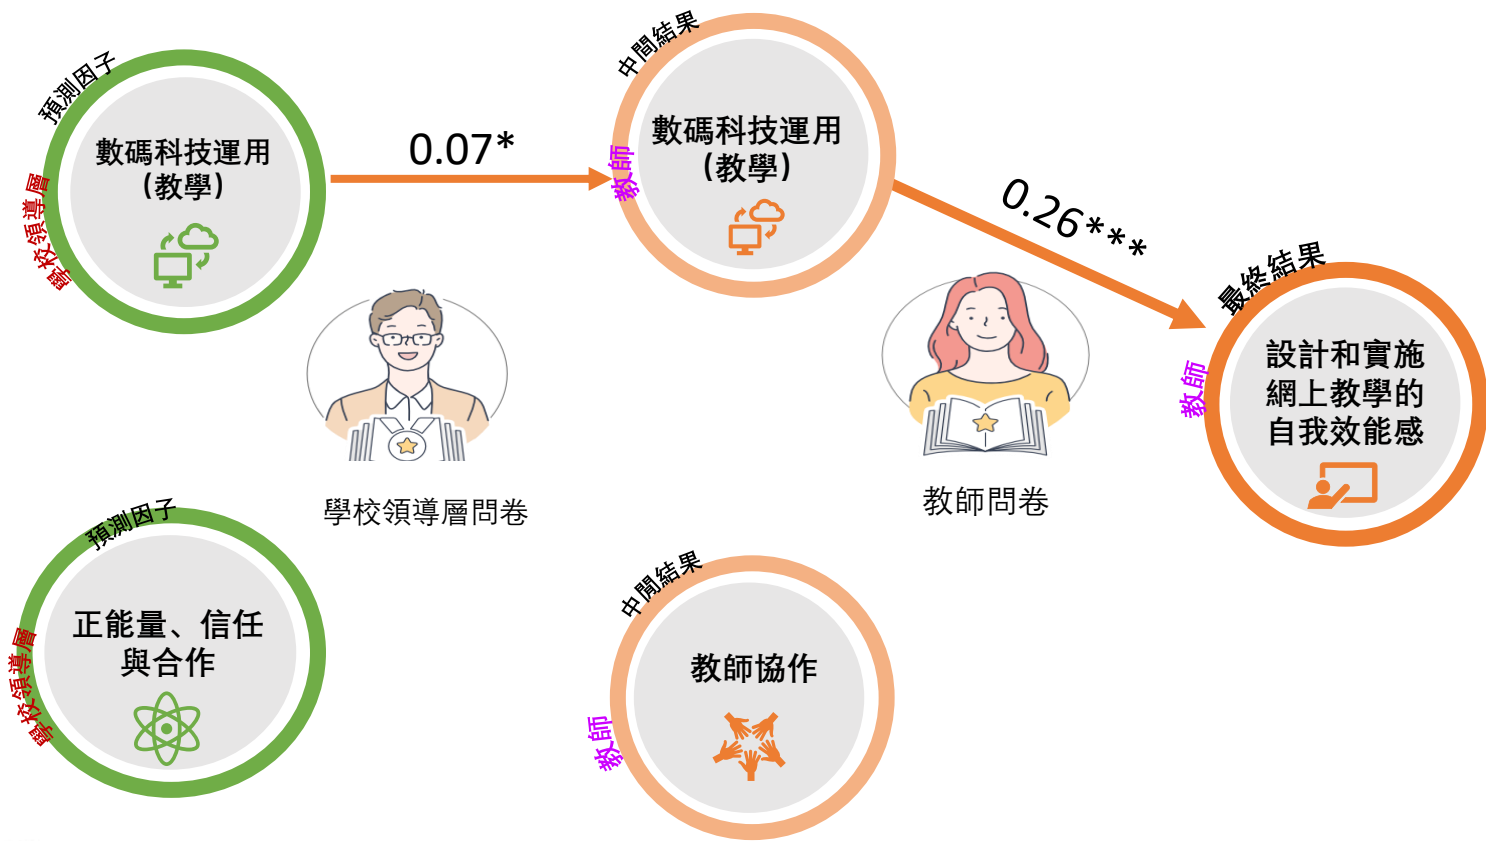 預測因子
學校領導層
數碼科技運用
(教學)
0.07*
中間結果
教師
數碼科技運用
(教學)
0.26***
最終結果
教師
設計和實施
網上教學的
自我效能感
學校領導層問卷
教師問卷
預測因子
學校領導層
正能量、信任
與合作
中間結果
教師
教師協作